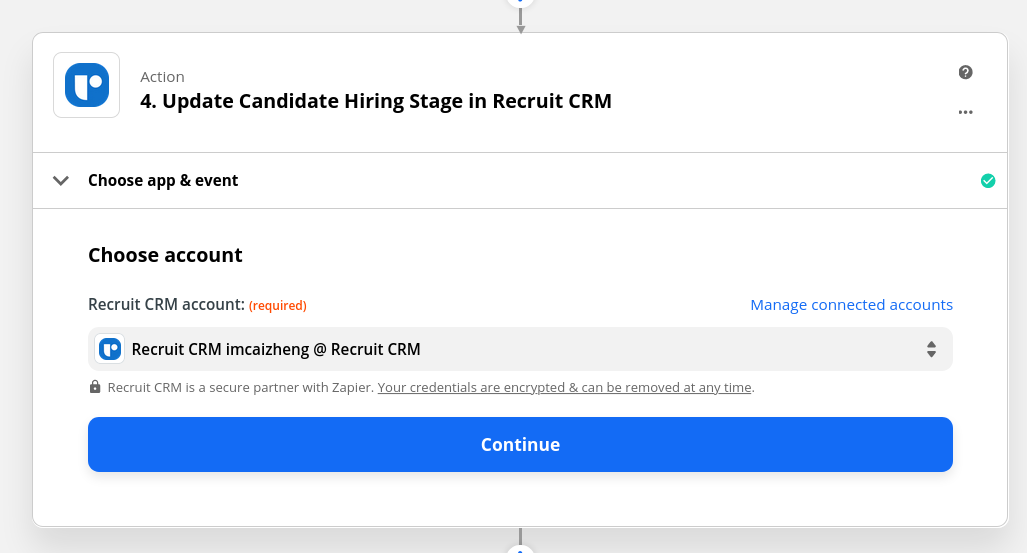 Action
4. Update Candidate Hiring Stage in Recruit CRM
Choose app & event
Choose account
Recruit CRM account: (required)
Manage connected accounts
Recruit CRM imcaizheng @ Recruit CRM
Recruit CRM is a secure partner with Zapier. Your credentials are encrypted & can be removed at any time.
Continue